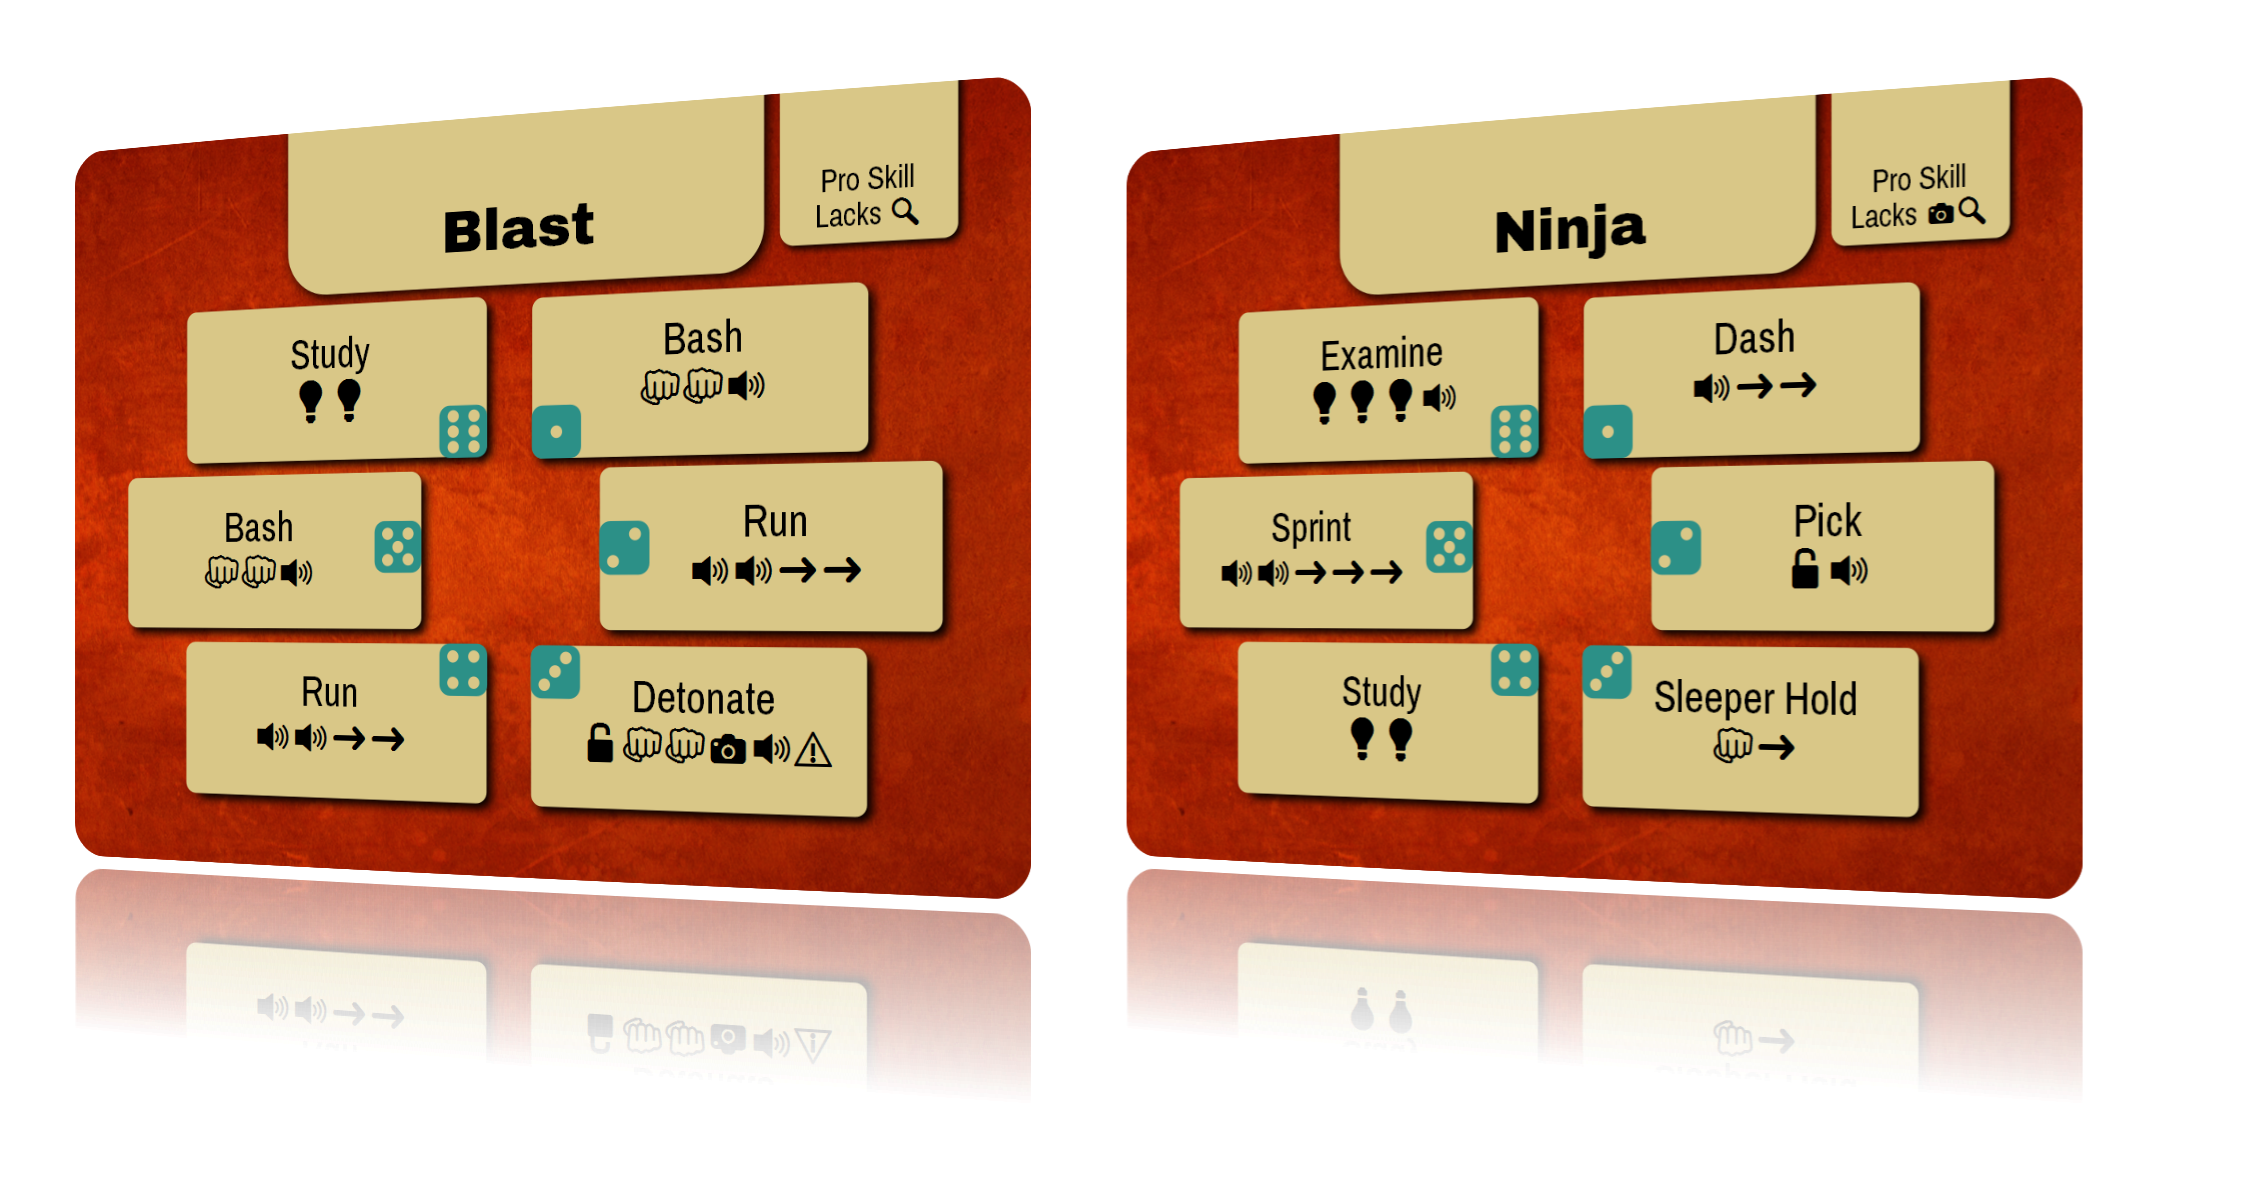 Blast
Pro Skill
Lacks
Study
Bash
Bash
Run
Run
Detonate
Ninja
Pro Skill
Lacks
Examine
Dash
Sprint
Pick
Study
Sleeper Hold